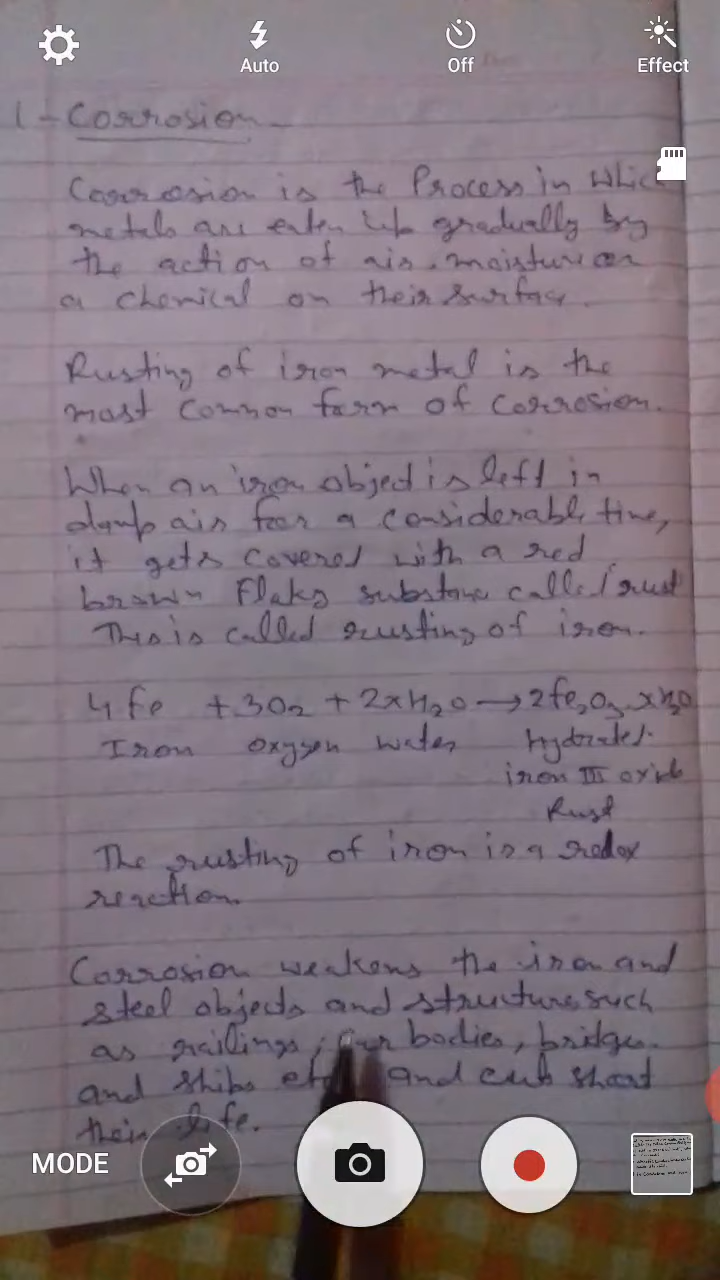 Auto
Off
Effect
1 - Corrosion -
Corrosion is the Process in which
metals are eaten up gradually by
the action of air, moisture or
a chemical on their surface.
Rusting of iron metal is the
most common form of corrosion.
When an iron object is left in
damp air for a considerable time,
it gets covered with a red
brown Flaky substance called 'rust'
This is called rusting of iron.
4Fe + 3O2 + 2xH2O → 2Fe2O3.xH2O
Iron oxygen water Hydrated
iron III oxide
Rust
The rusting of iron is a redox
reaction.
Corrosion weakens the iron and
steel objects and structures such
as railings, car bodies, bridges
and ships etc and cut short
their life.
MODE